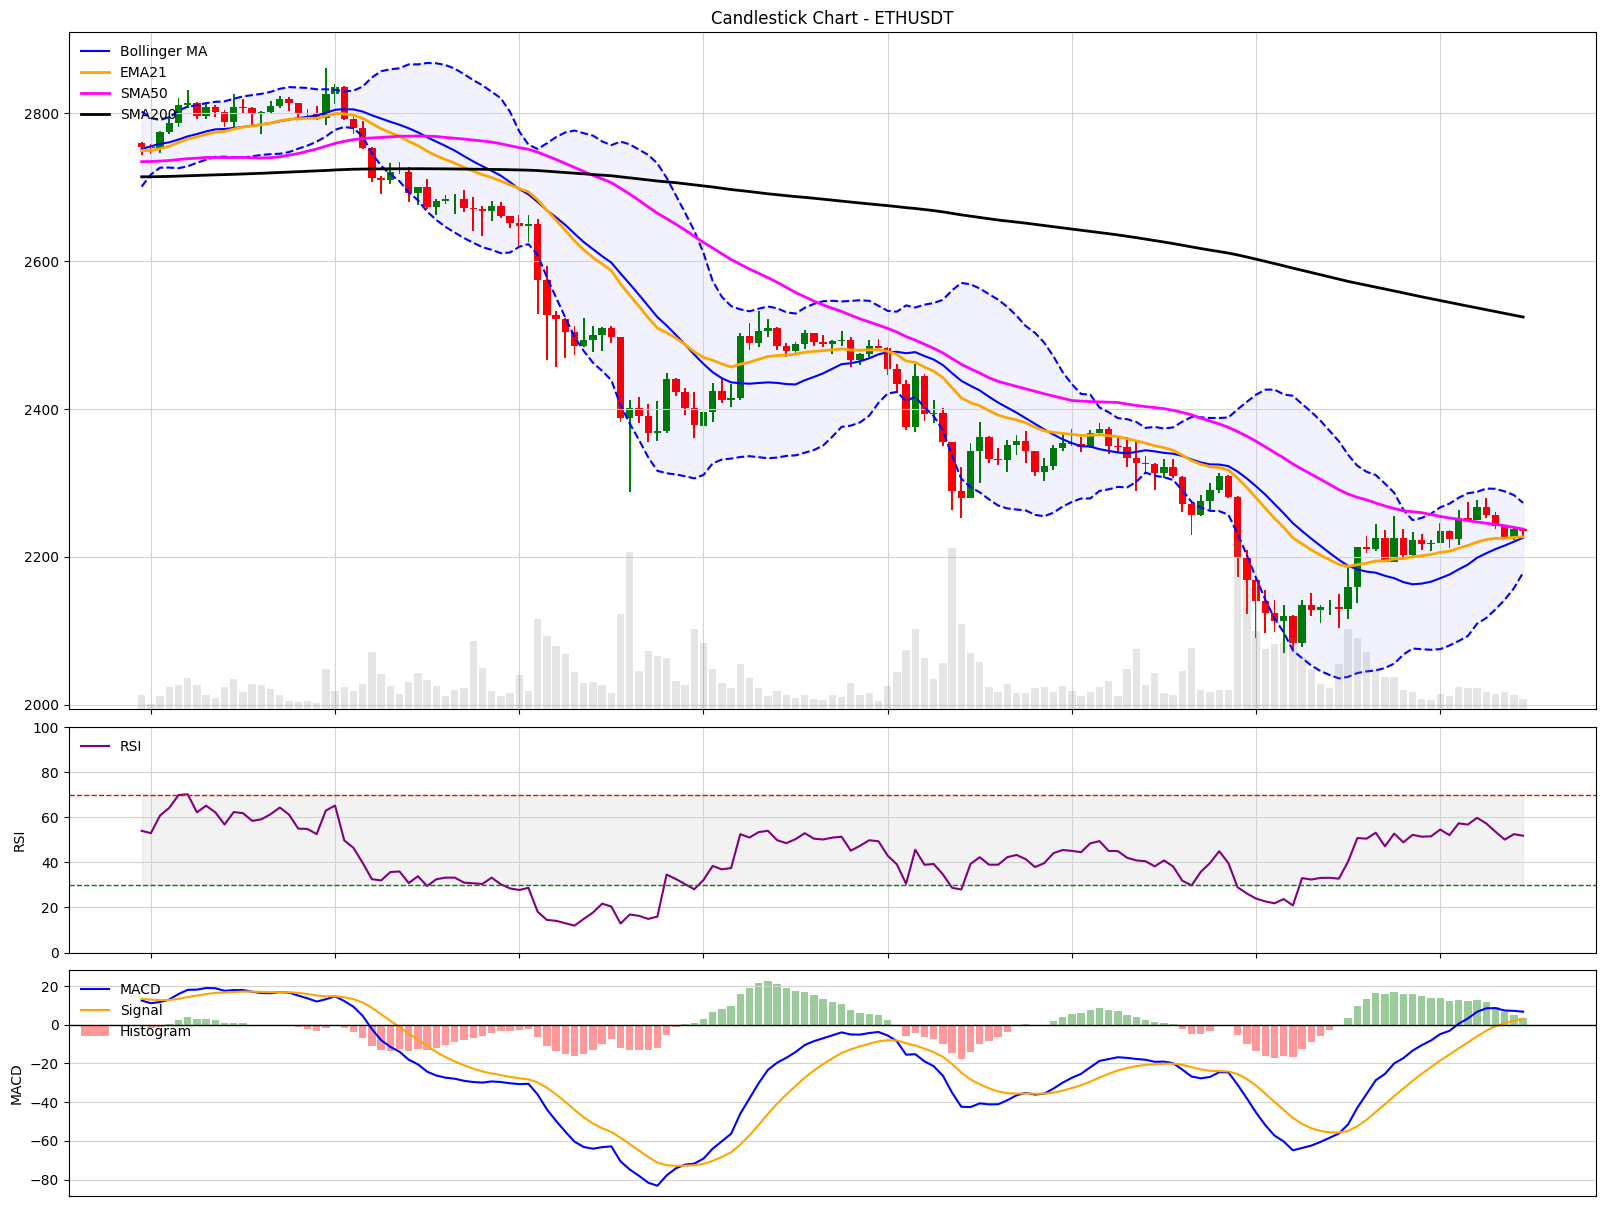 Candlestick Chart - ETHUSDT
Bollinger MA
EMA21
SMA50
SMA200
2800
2600
2400
2200
2000
RSI
100
80
60
40
20
0
RSI
MACD
Signal
Histogram
20
0
−20
−40
−60
−80
MACD